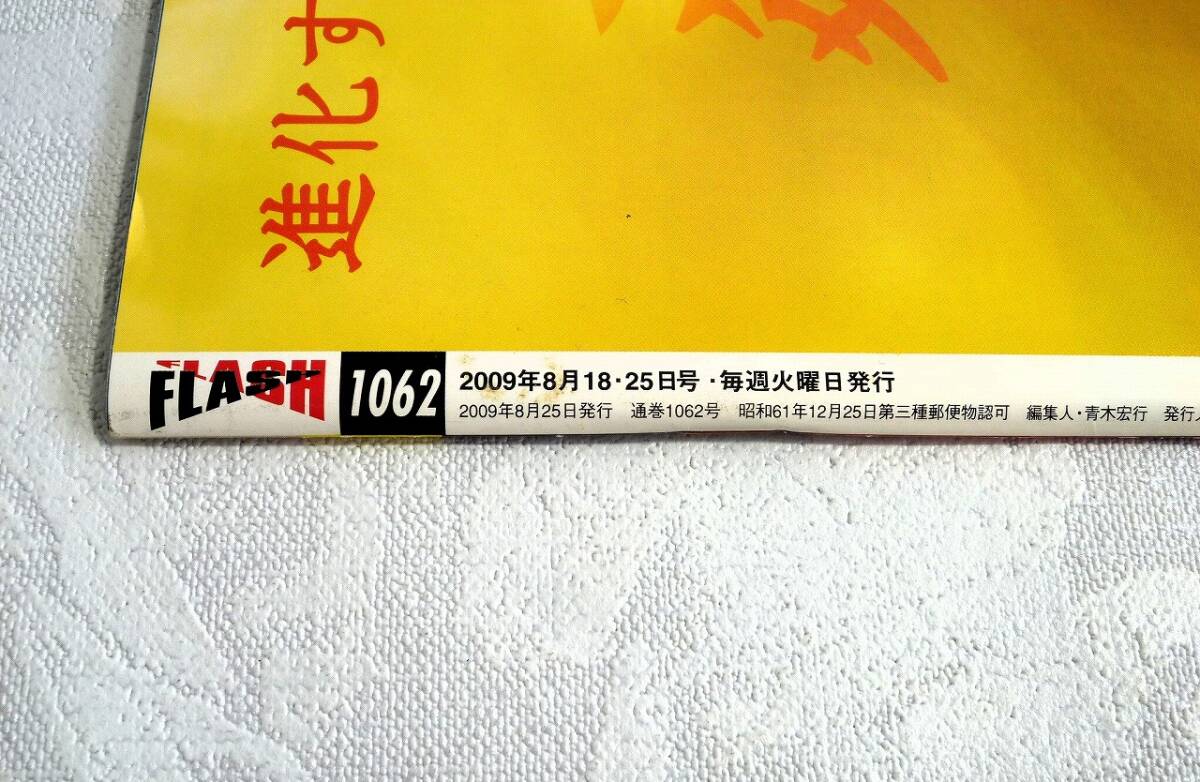 進化す
FLASH
1062
2009年8月18・25日号・毎週火曜日発行
2009年8月25日発行 通巻1062号 昭和61年12月25日第三種郵便物認可 編集人・青木宏行 発行人